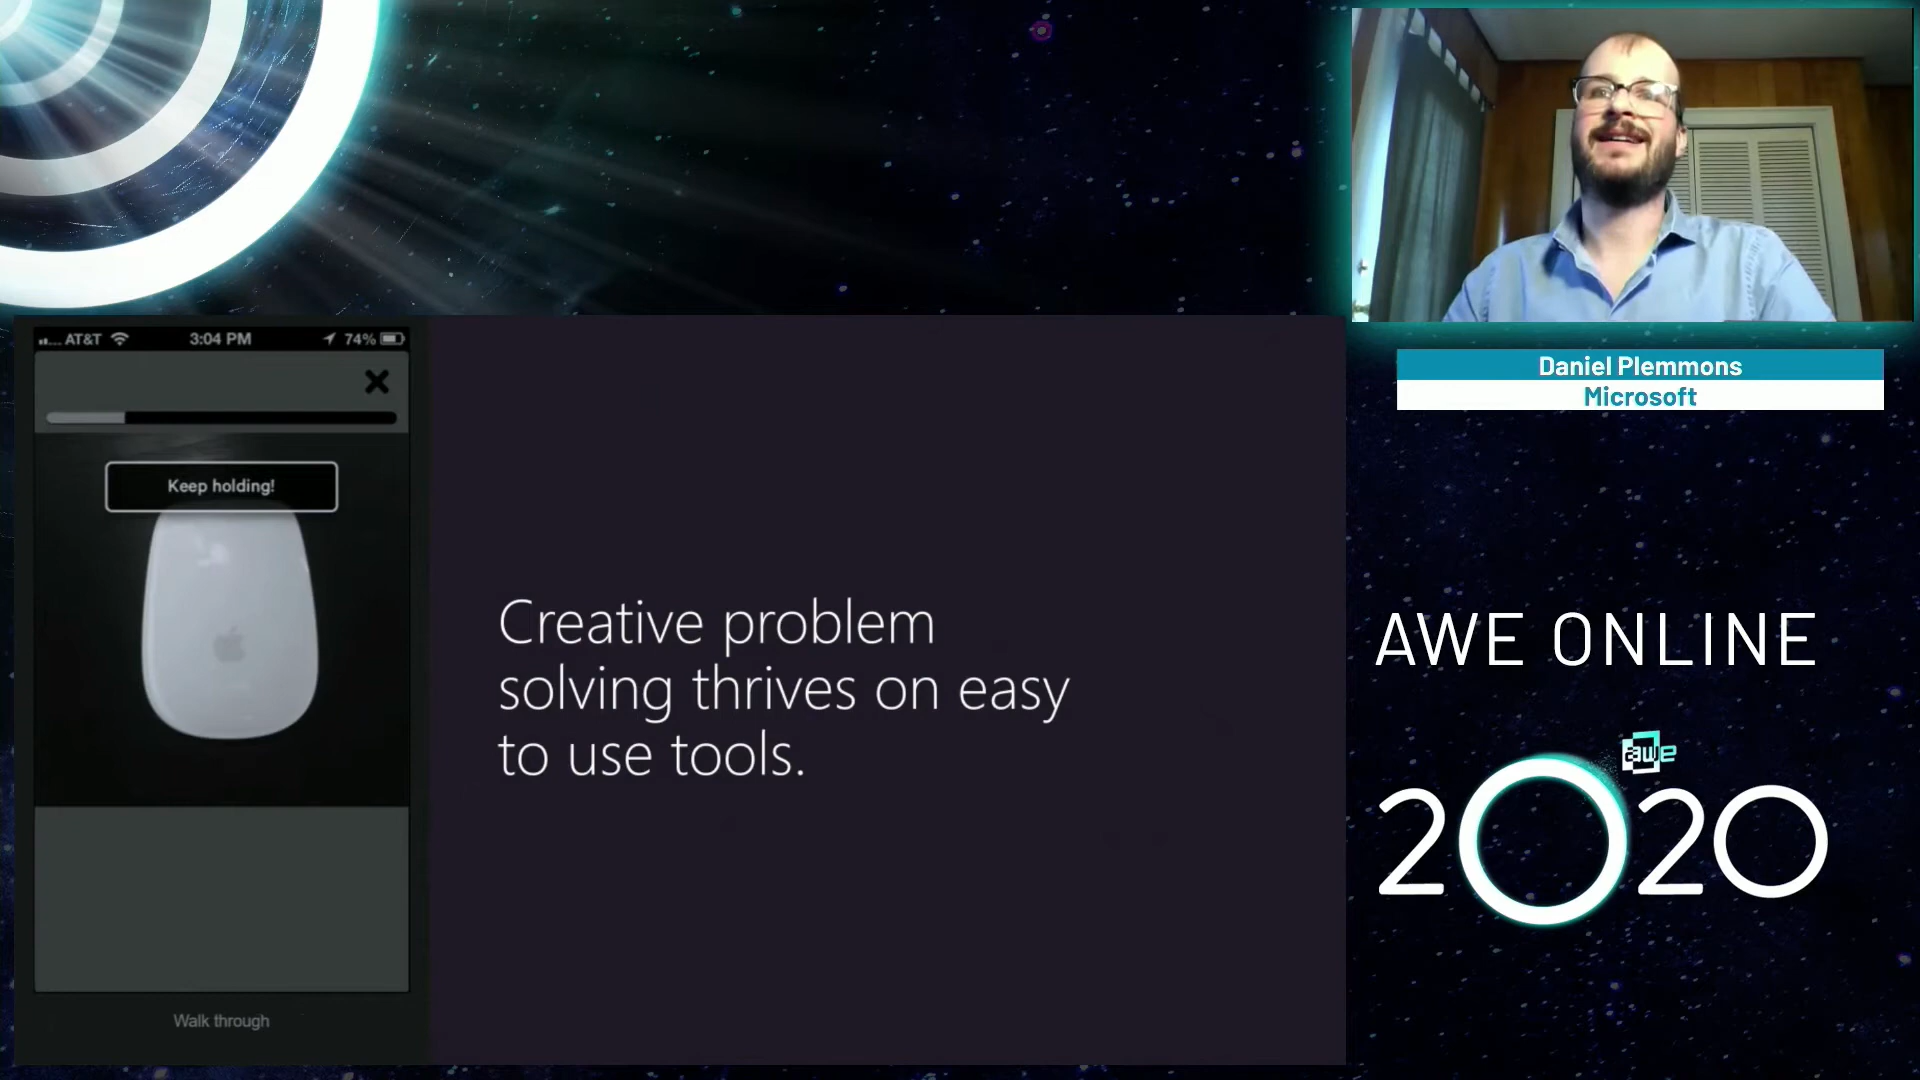 AT&T 3:04 PM 74%
Keep holding!
Walk through
Creative problem
solving thrives on easy
to use tools.
Daniel Plemmons
Microsoft
AWE ONLINE
awe
2020